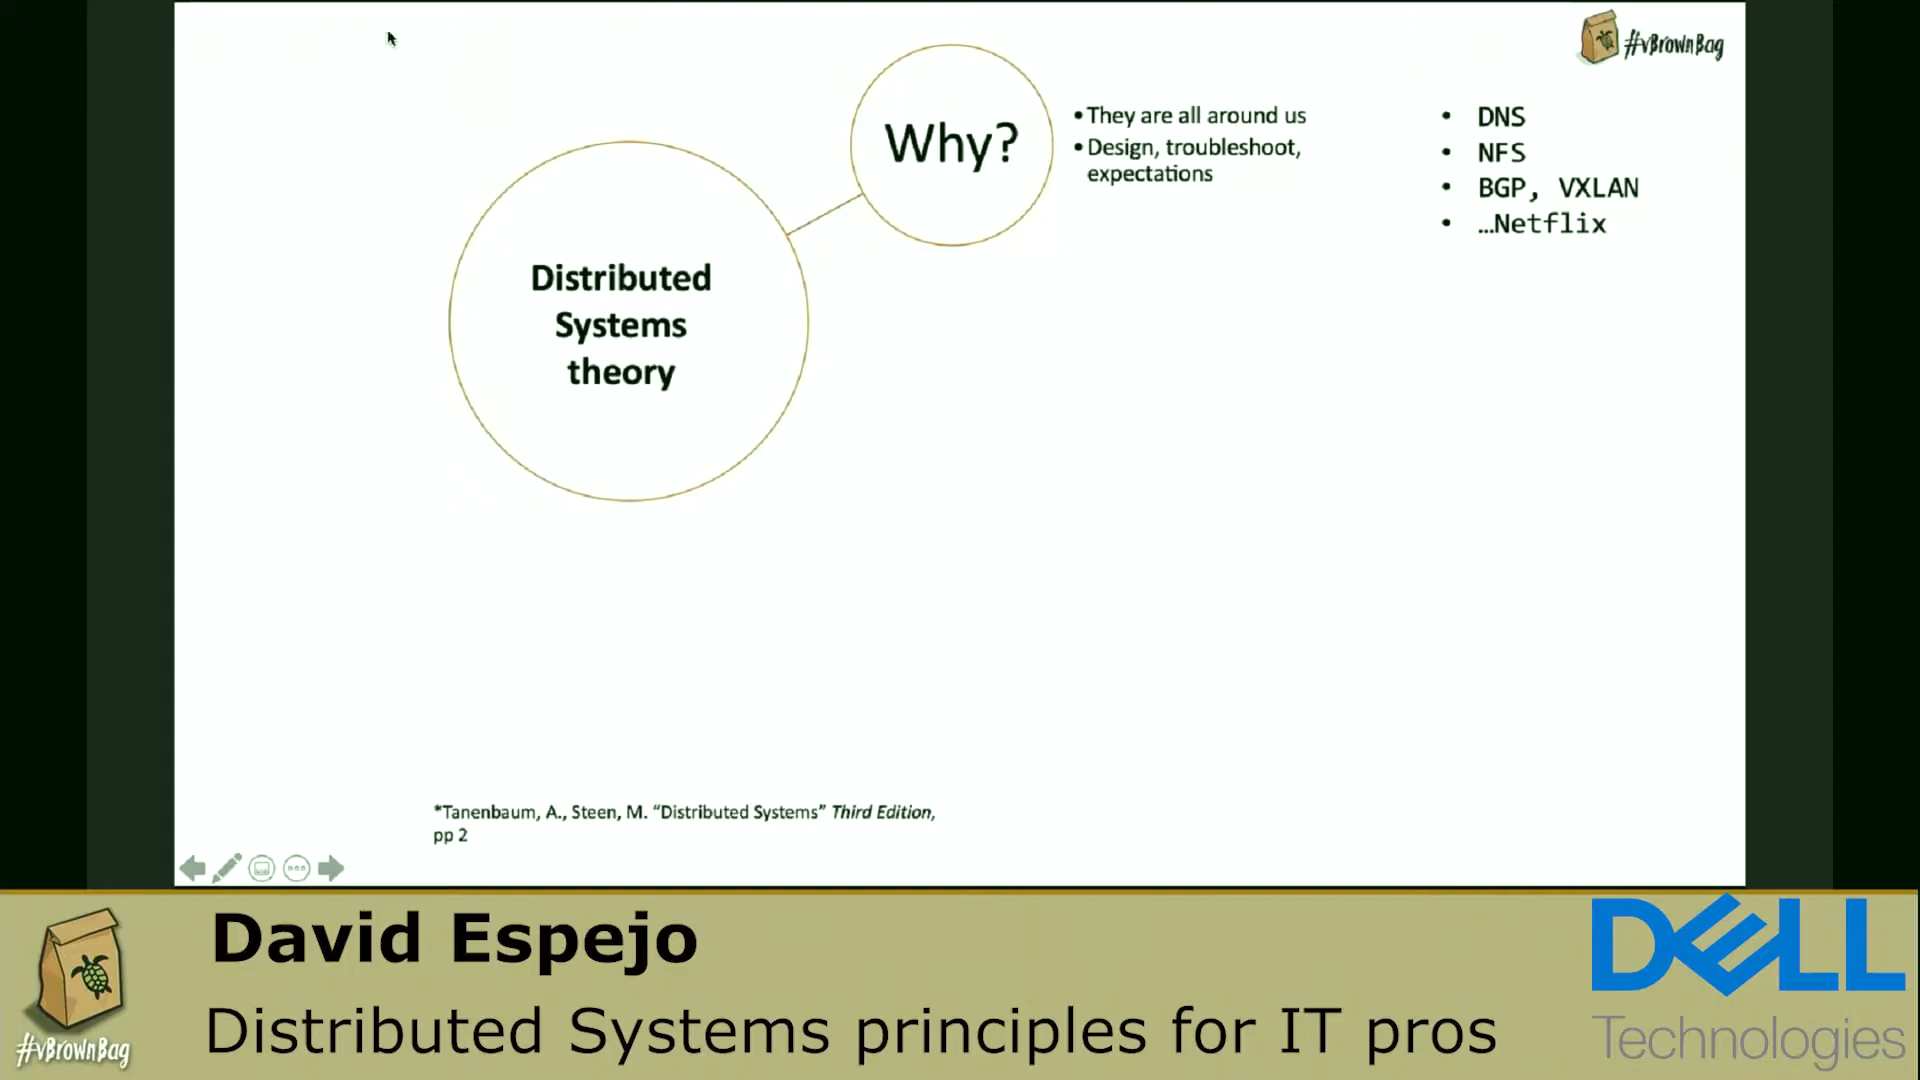 #vBrownBag
Why?
• They are all around us
• Design, troubleshoot,
expectations
• DNS
• NFS
• BGP, VXLAN
• …Netflix
Distributed
Systems
theory
*Tanenbaum, A., Steen, M. “Distributed Systems” Third Edition,
pp 2
David Espejo
Distributed Systems principles for IT pros
#vBrownBag
DELL
Technologies